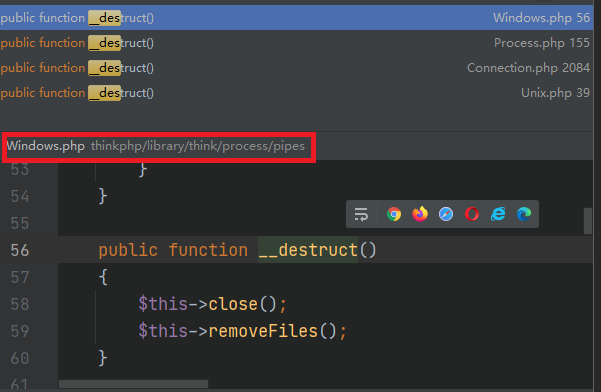 public function __destruct() Windows.php 56
public function __destruct() Process.php 155
public function __destruct() Connection.php 2084
public function __destruct() Unix.php 39
Windows.php thinkphp/library/think/process/pipes
53 }
54 }
55
56 public function __destruct()
57 {
58 $this->close();
59 $this->removeFiles();
60 }
61